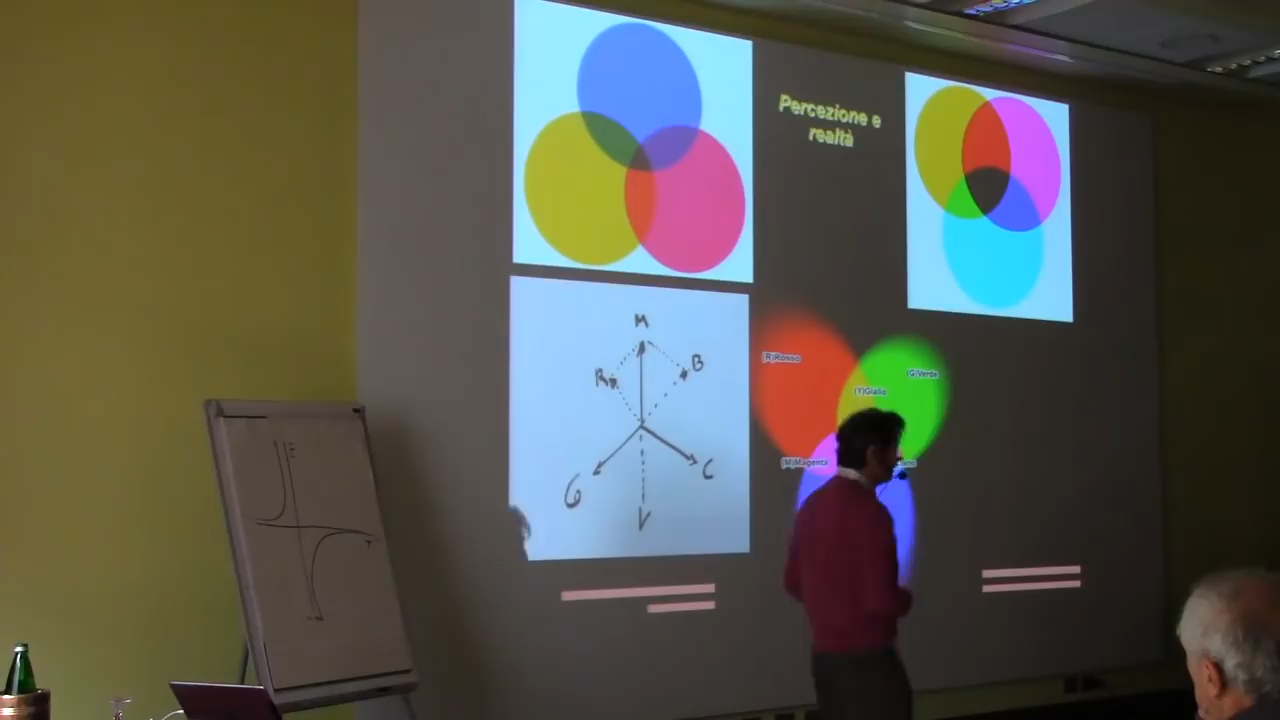 Percezione e
realtà
M
R
B
G
C
V
(R)Rosso
(G)Verde
(Y)Giallo
(M)Magenta